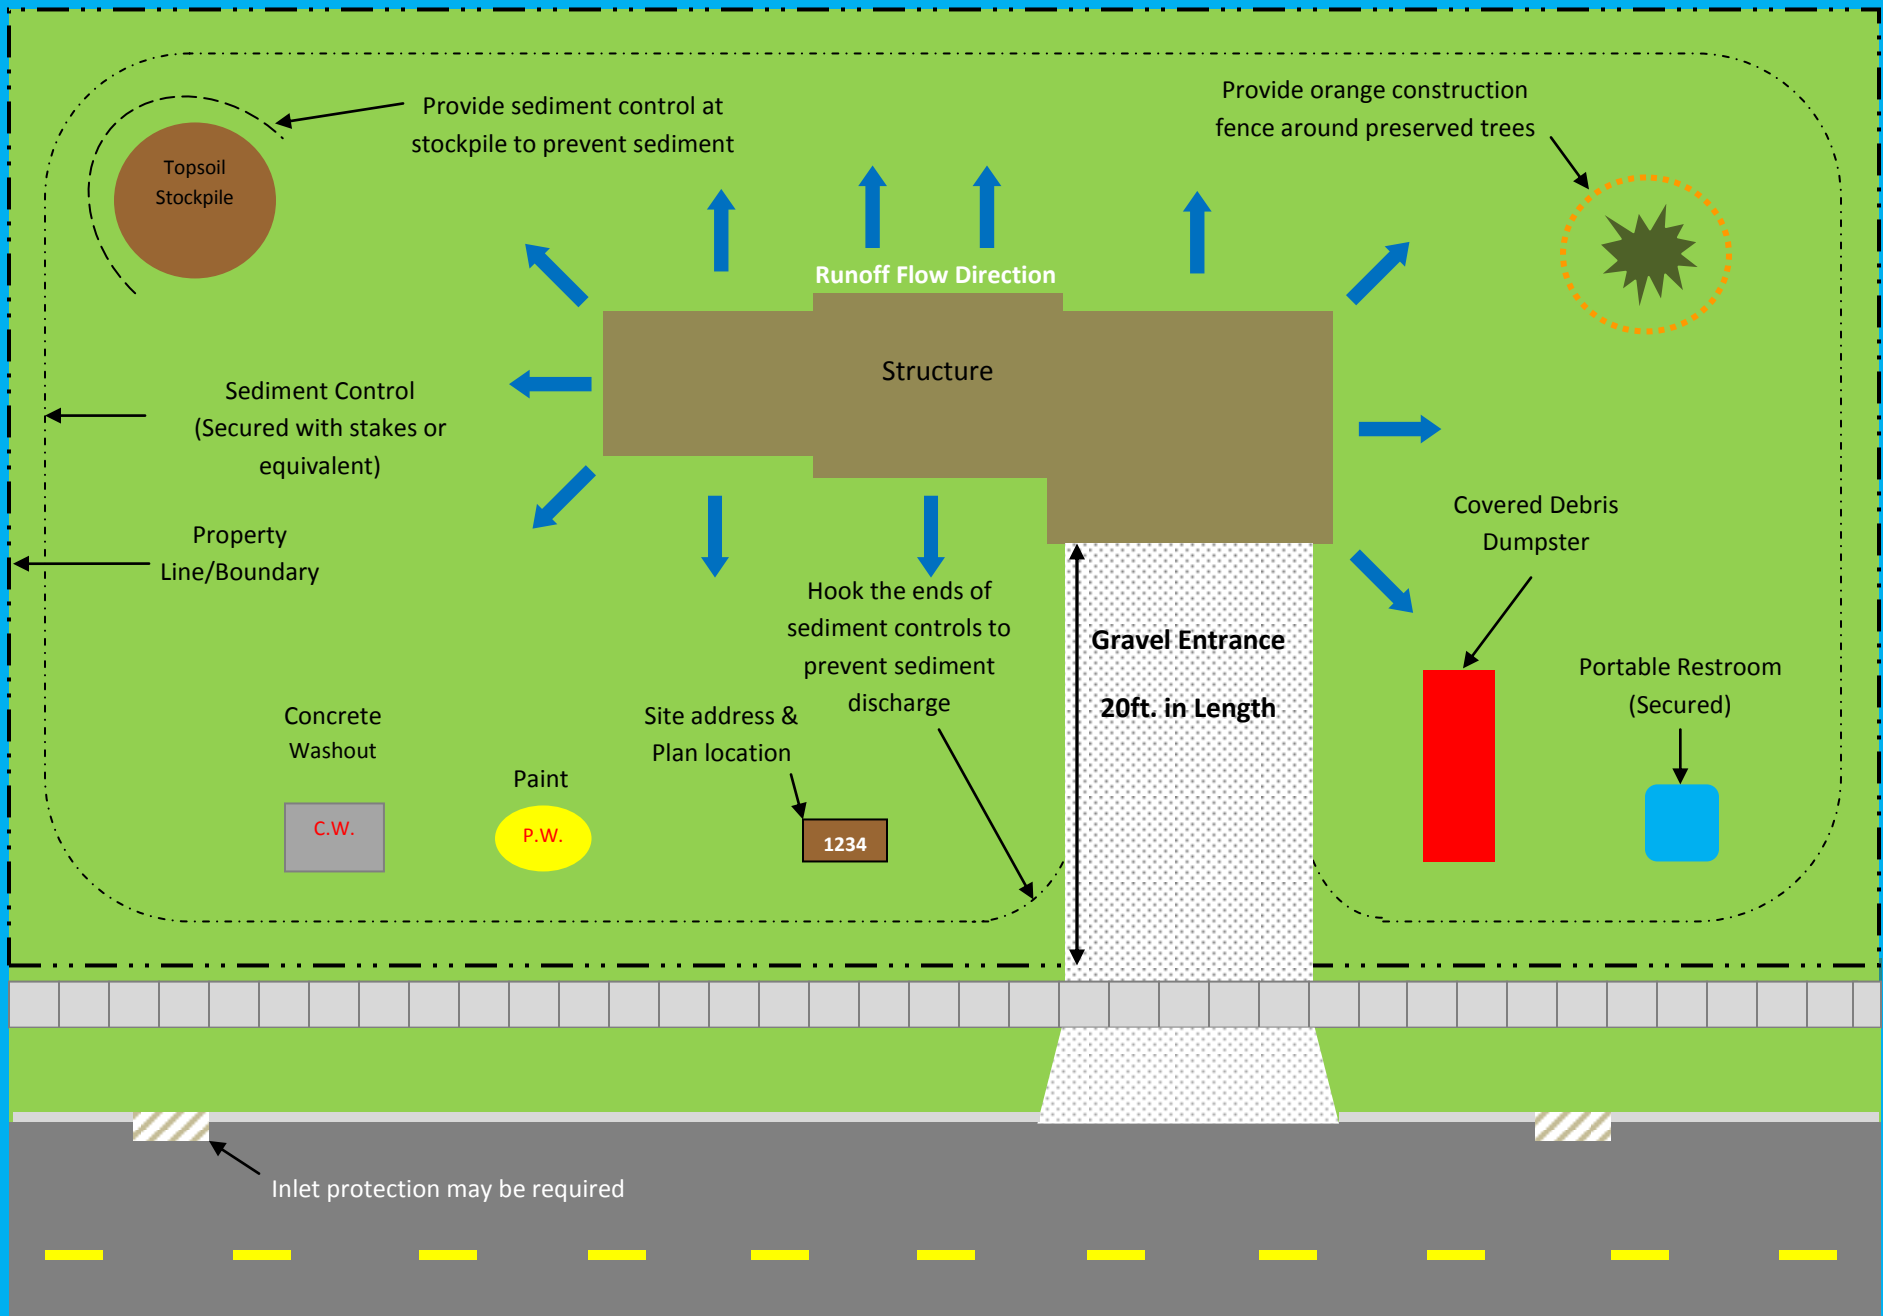 Provide sediment control at
stockpile to prevent sediment
Provide orange construction
fence around preserved trees
Topsoil
Stockpile
Runoff Flow Direction
Structure
Sediment Control
(Secured with stakes or
equivalent)
Property
Line/Boundary
Covered Debris
Dumpster
Hook the ends of
sediment controls to
prevent sediment
discharge
Gravel Entrance
20ft. in Length
Portable Restroom
(Secured)
Concrete
Washout
C.W.
Paint
P.W.
Site address &
Plan location
1234
Inlet protection may be required